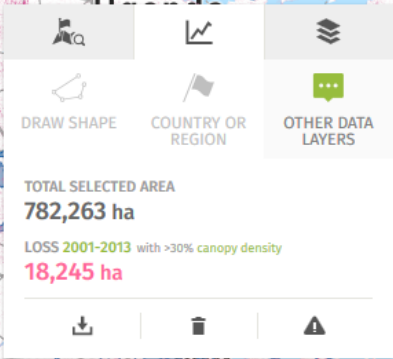 DRAW SHAPE
COUNTRY OR
REGION
OTHER DATA
LAYERS
TOTAL SELECTED AREA
782,263 ha
LOSS 2001-2013 with >30% canopy density
18,245 ha